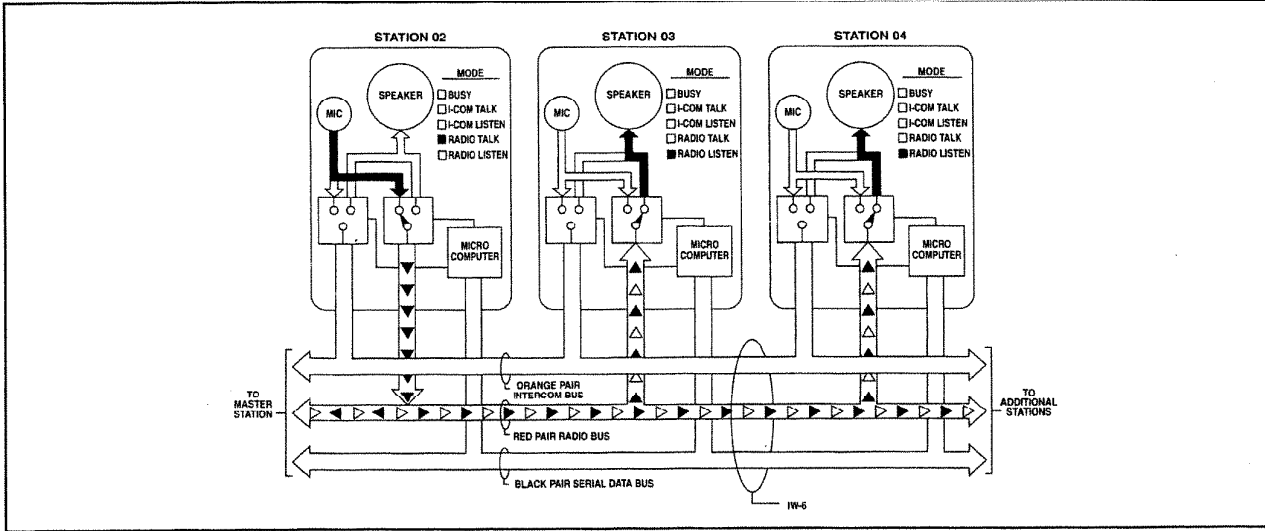 STATION 02
MODE
SPEAKER
BUSY
I-COM TALK
I-COM LISTEN
RADIO TALK
RADIO LISTEN
MIC
MICRO
COMPUTER
STATION 03
MODE
SPEAKER
BUSY
I-COM TALK
I-COM LISTEN
RADIO TALK
RADIO LISTEN
MIC
MICRO
COMPUTER
STATION 04
MODE
SPEAKER
BUSY
I-COM TALK
I-COM LISTEN
RADIO TALK
RADIO LISTEN
MIC
MICRO
COMPUTER
TO
MASTER
STATION
ORANGE PAIR
INTERCOM BUS
RED PAIR RADIO BUS
BLACK PAIR SERIAL DATA BUS
TO
ADDITIONAL
STATIONS
IW-6